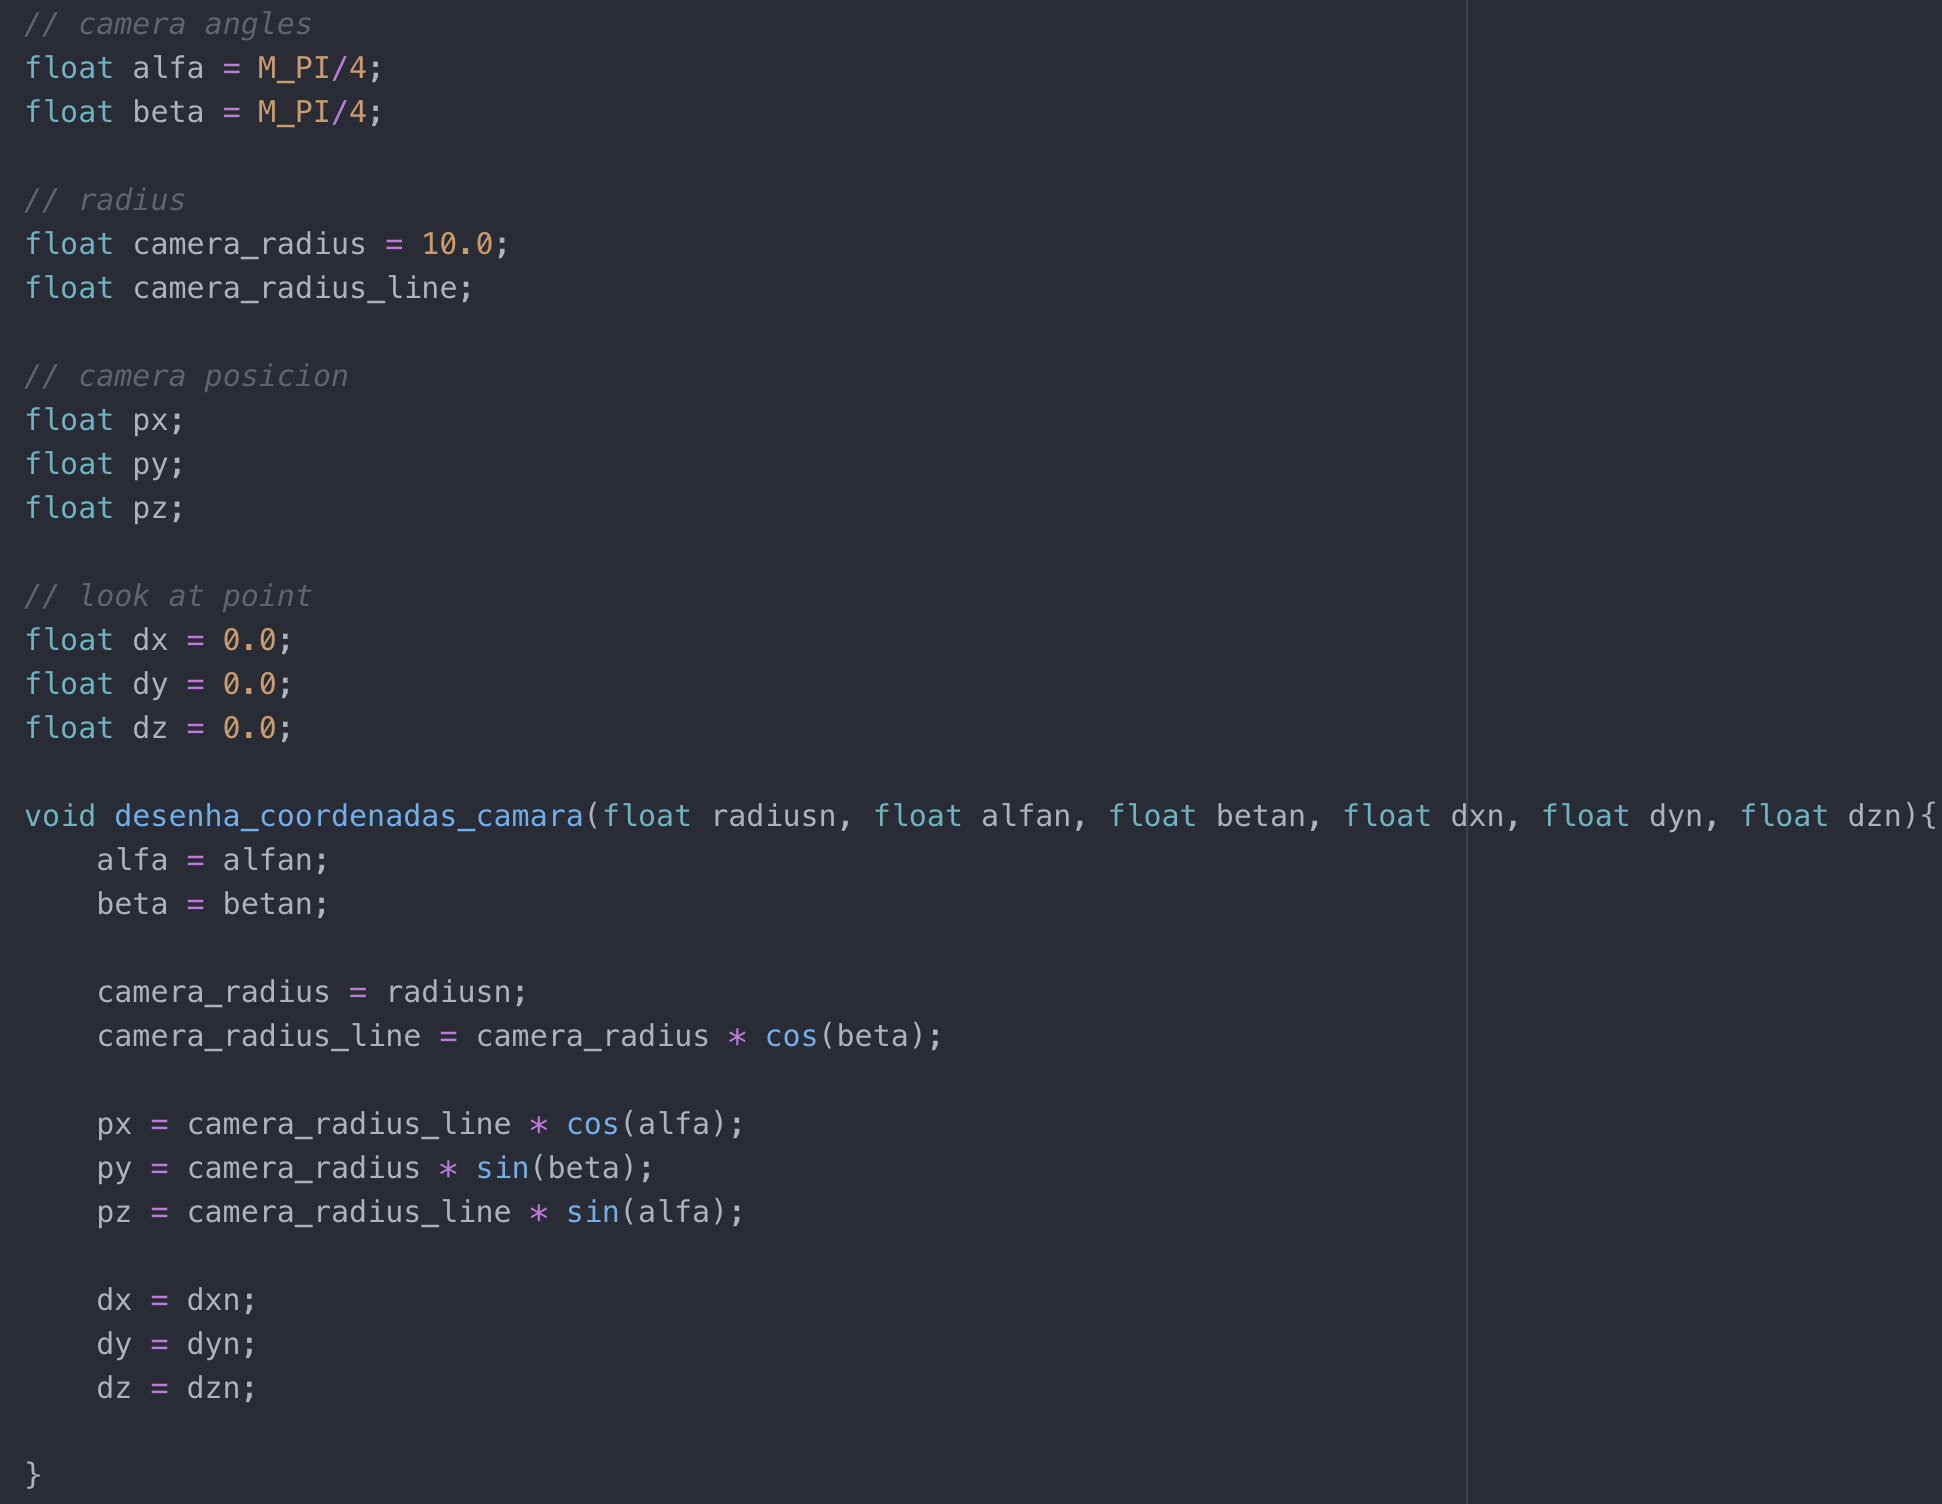 // camera angles
float alfa = M_PI/4;
float beta = M_PI/4;
// radius
float camera_radius = 10.0;
float camera_radius_line;
// camera posicion
float px;
float py;
float pz;
// look at point
float dx = 0.0;
float dy = 0.0;
float dz = 0.0;
void desenha_coordenadas_camara(float radiusn, float alfan, float betan, float dxn, float dyn, float dzn){
    alfa = alfan;
    beta = betan;
    camera_radius = radiusn;
    camera_radius_line = camera_radius * cos(beta);
    px = camera_radius_line * cos(alfa);
    py = camera_radius * sin(beta);
    pz = camera_radius_line * sin(alfa);
    dx = dxn;
    dy = dyn;
    dz = dzn;
}